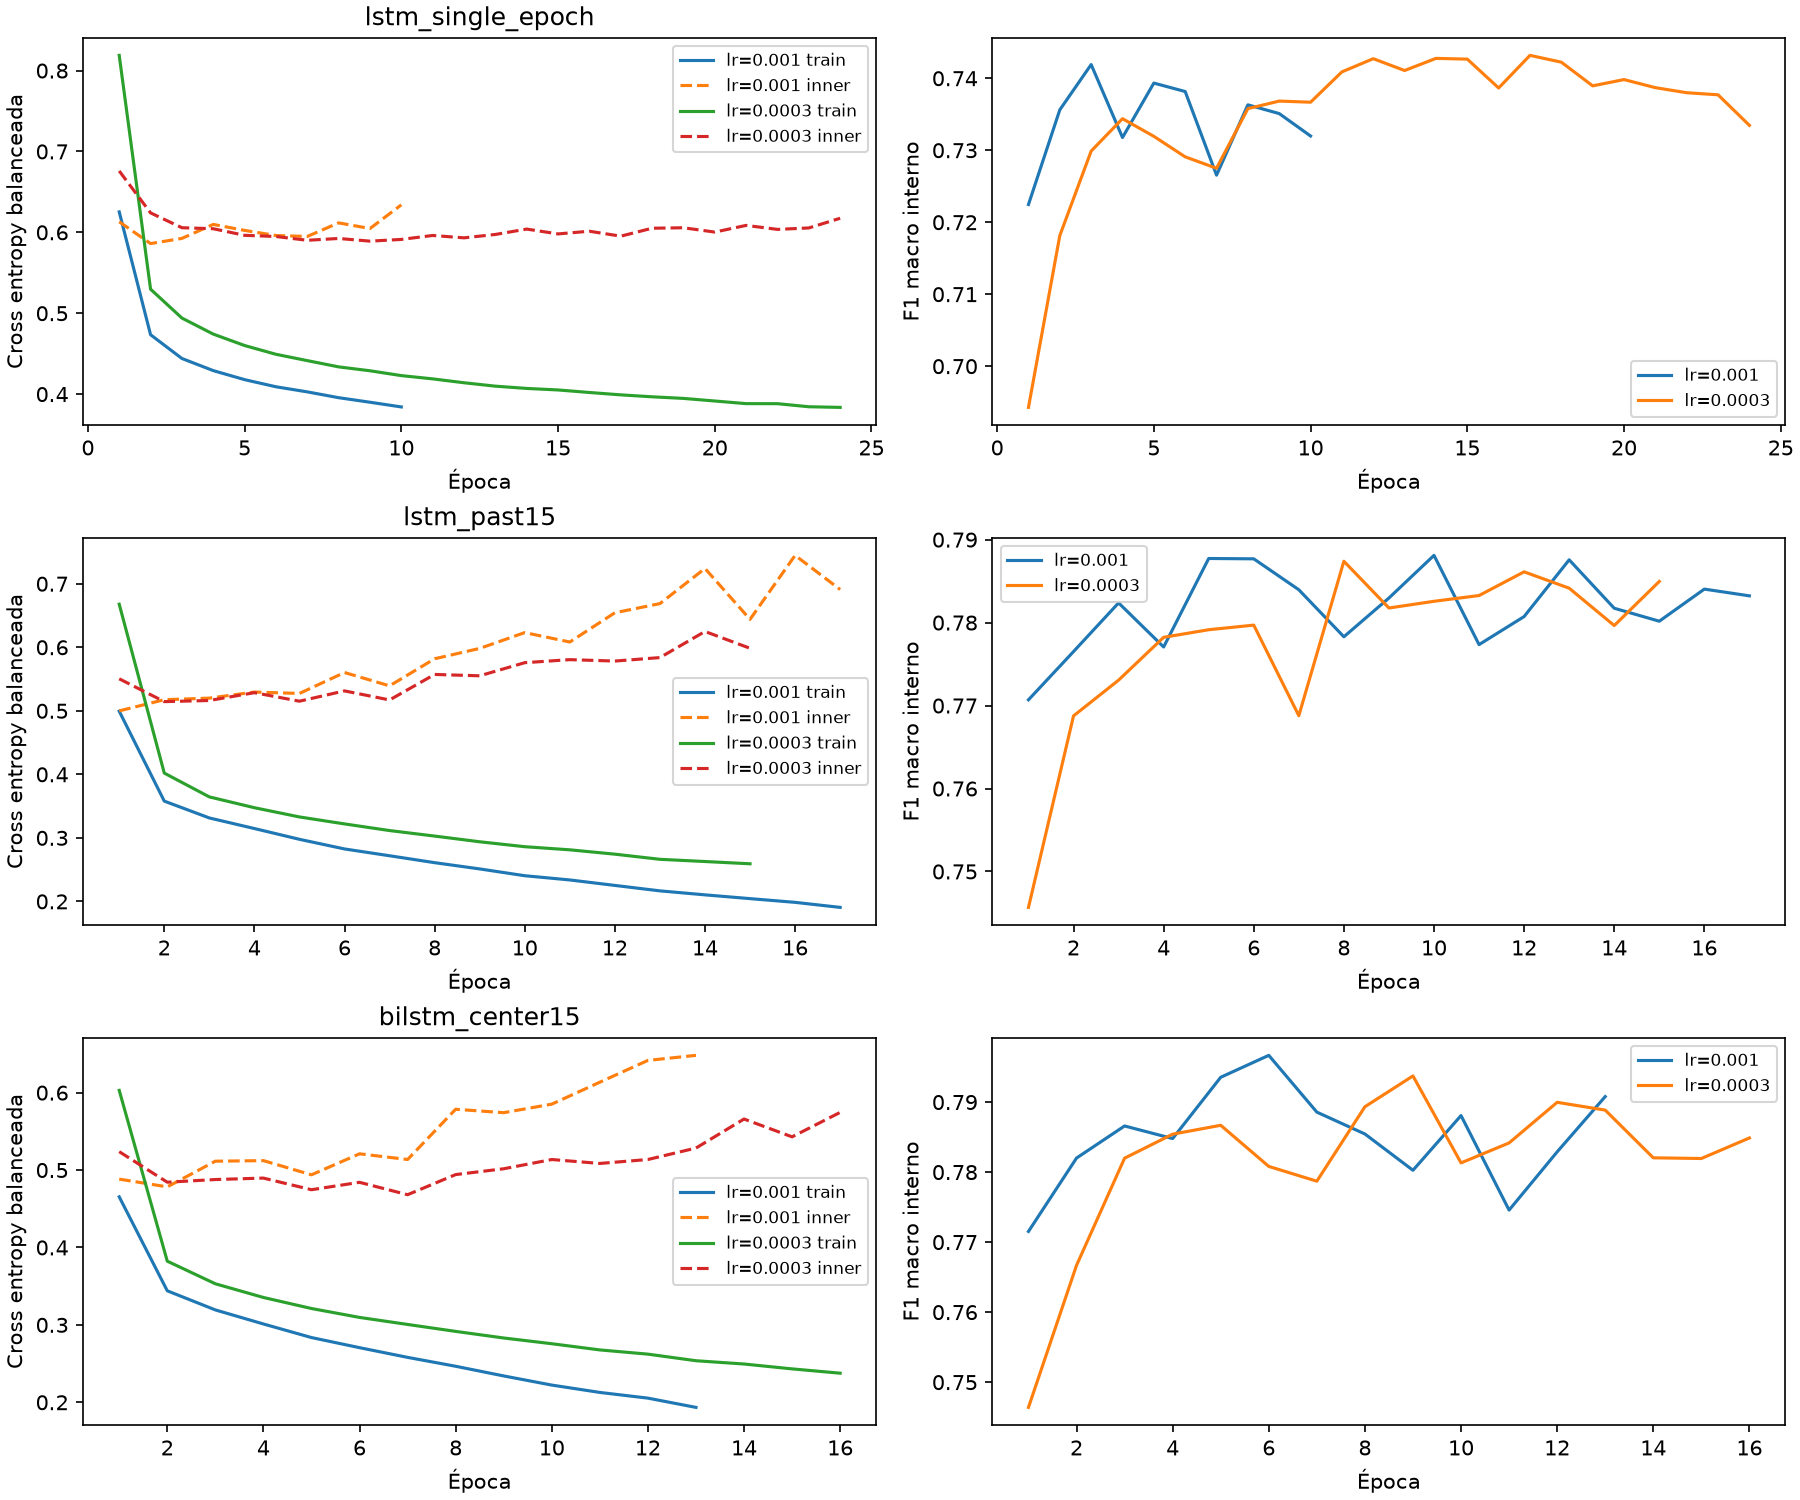 lstm_single_epoch
Cross entropy balanceada
0.8
0.7
0.6
0.5
0.4
lr=0.001 train
lr=0.001 inner
lr=0.0003 train
lr=0.0003 inner
0 5 10 15 20 25
Época
F1 macro interno
0.74
0.73
0.72
0.71
0.70
lr=0.001
lr=0.0003
0 5 10 15 20 25
Época
lstm_past15
Cross entropy balanceada
0.7
0.6
0.5
0.4
0.3
0.2
lr=0.001 train
lr=0.001 inner
lr=0.0003 train
lr=0.0003 inner
2 4 6 8 10 12 14 16
Época
F1 macro interno
0.79
0.78
0.77
0.76
0.75
lr=0.001
lr=0.0003
2 4 6 8 10 12 14 16
Época
bilstm_center15
Cross entropy balanceada
0.6
0.5
0.4
0.3
0.2
lr=0.001 train
lr=0.001 inner
lr=0.0003 train
lr=0.0003 inner
2 4 6 8 10 12 14 16
Época
F1 macro interno
0.79
0.78
0.77
0.76
0.75
lr=0.001
lr=0.0003
2 4 6 8 10 12 14 16
Época